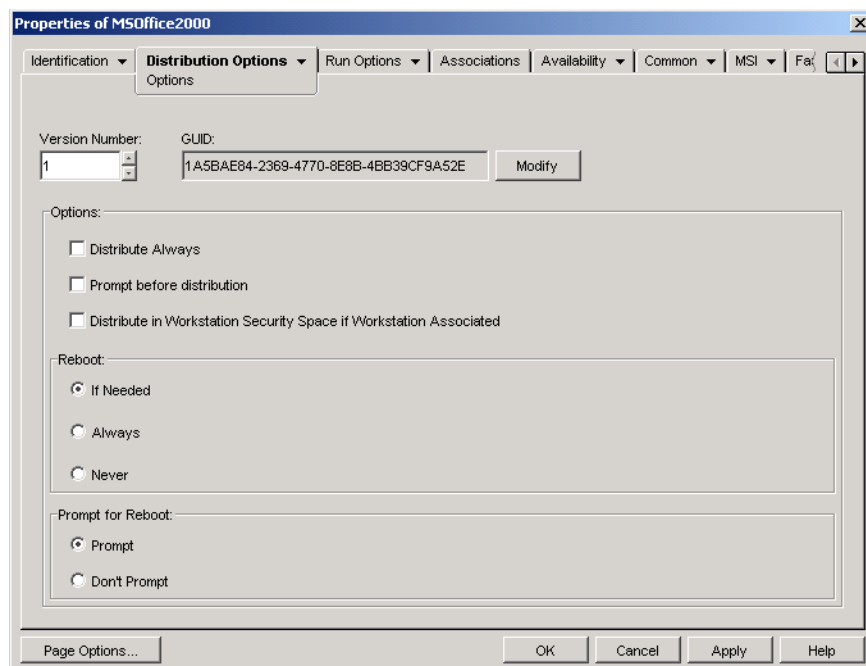 Properties of MSOffice2000
Identification Distribution Options Run Options Associations Availability Common MSI
Options
Version Number: GUID:
1 1A5BAE84-2369-4770-8E8B-4BB39CF9A52E Modify
Options:
Distribute Always
Prompt before distribution
Distribute in Workstation Security Space if Workstation Associated
Reboot:
If Needed
Always
Never
Prompt for Reboot:
Prompt
Don't Prompt
Page Options... OK Cancel Apply Help